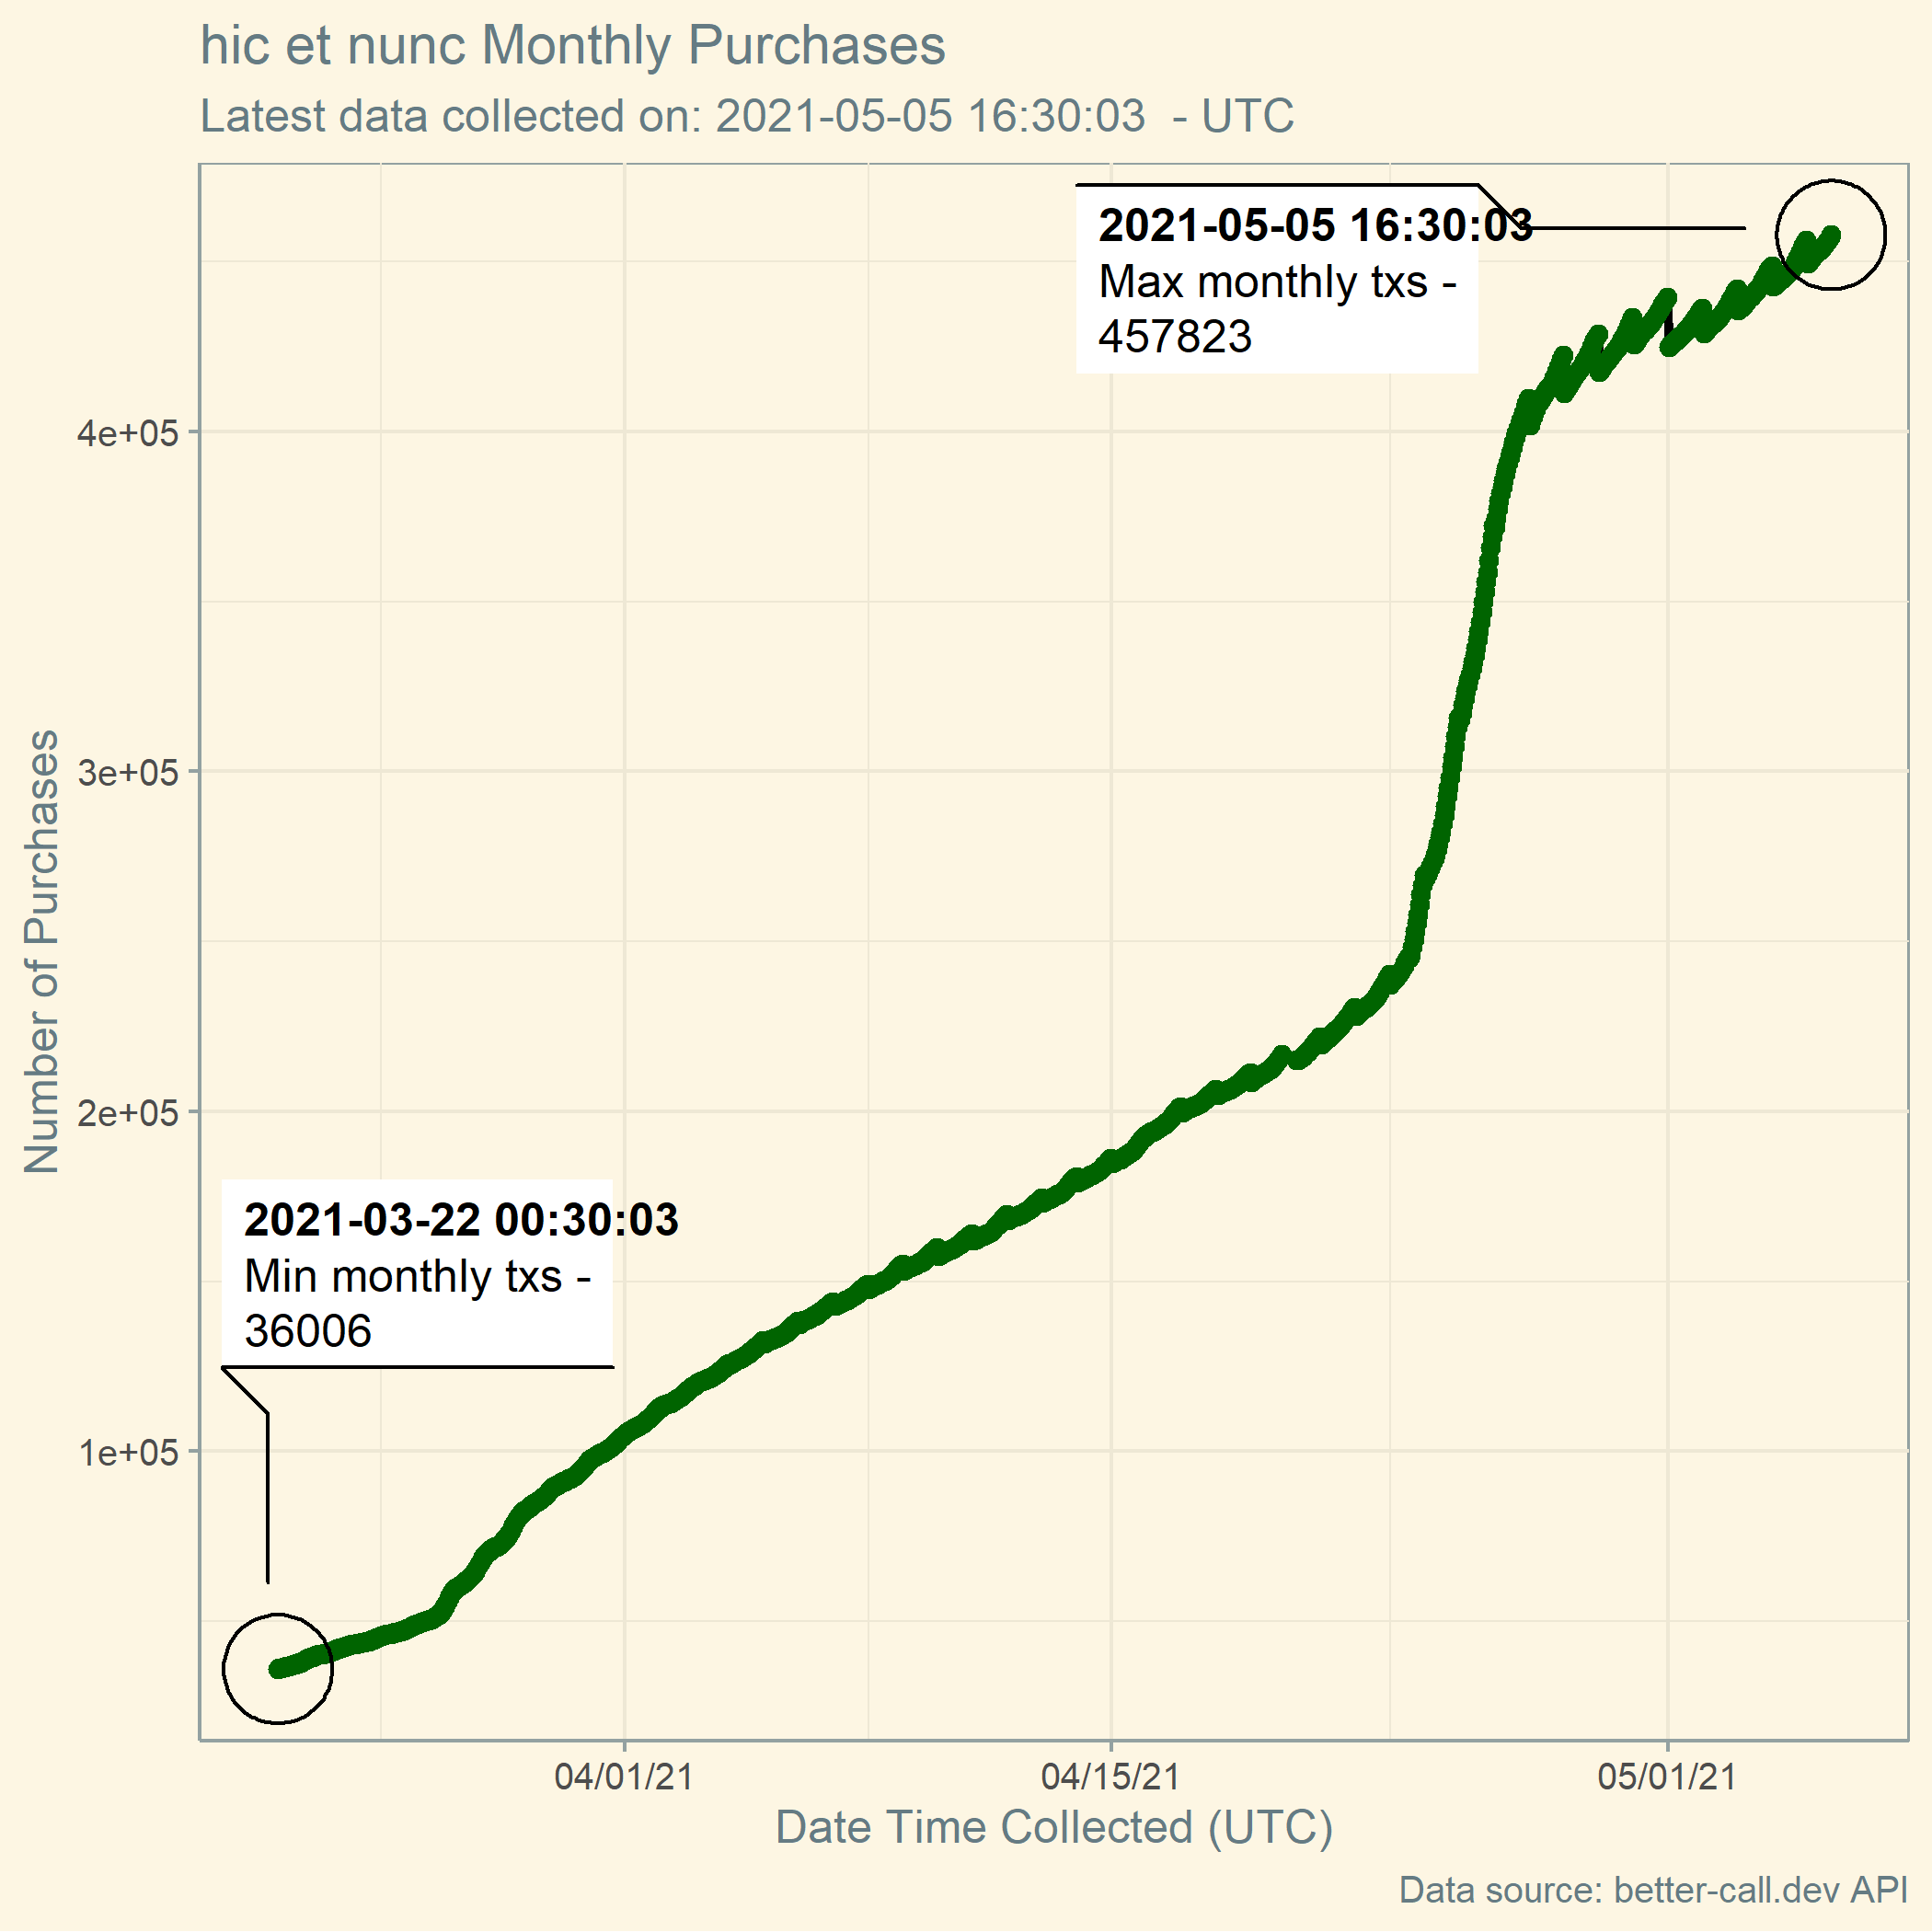 hic et nunc Monthly Purchases
Latest data collected on: 2021-05-05 16:30:03  - UTC
2021-05-05 16:30:03
Max monthly txs -
457823
4e+05
3e+05
2e+05
1e+05
Number of Purchases
2021-03-22 00:30:03
Min monthly txs -
36006
04/01/21
04/15/21
05/01/21
Date Time Collected (UTC)
Data source: better-call.dev API